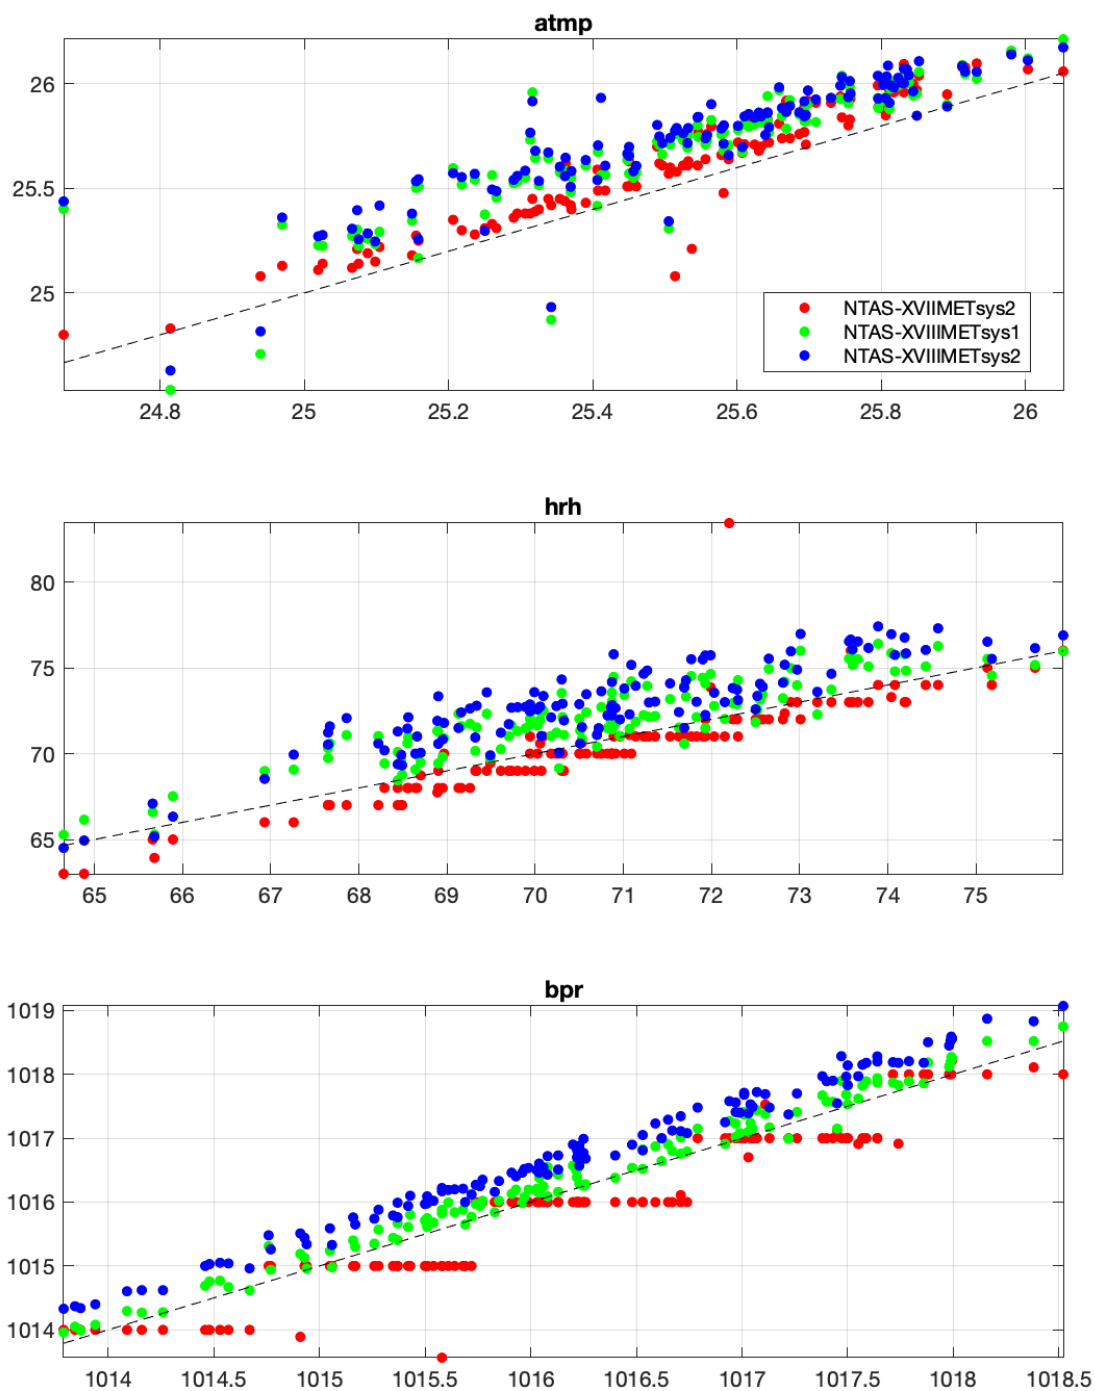 atmp
26
25.5
25
NTAS-XVIIMETsys2
NTAS-XVIIIMETsys1
NTAS-XVIIIMETsys2
24.8 25 25.2 25.4 25.6 25.8 26
hrh
80
75
70
65
65 66 67 68 69 70 71 72 73 74 75
bpr
1019
1018
1017
1016
1015
1014
1014 1014.5 1015 1015.5 1016 1016.5 1017 1017.5 1018 1018.5